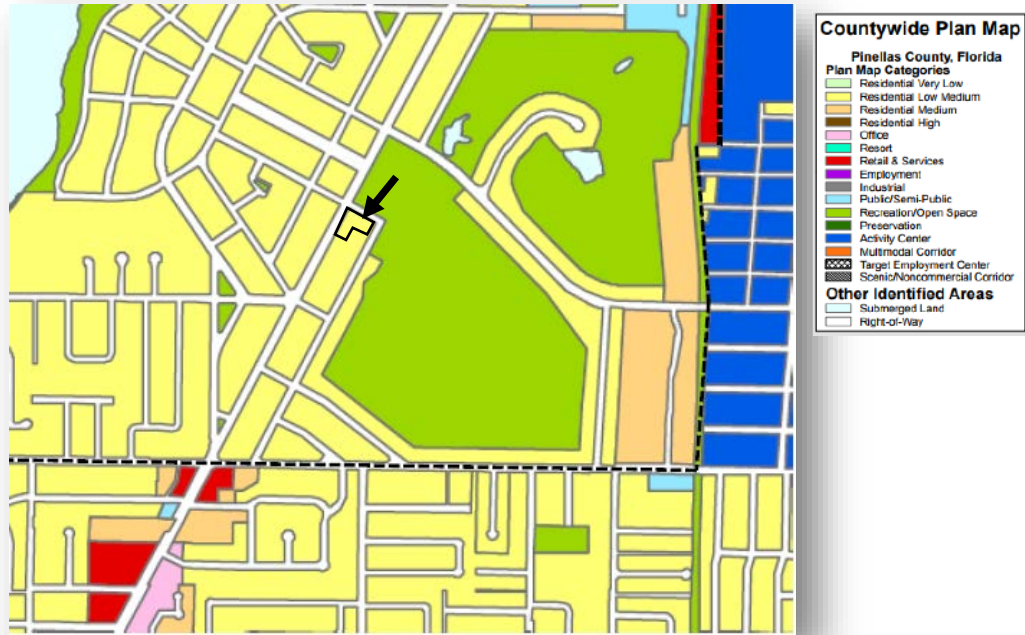 Countywide Plan Map
Pinellas County, Florida
Plan Map Categories
Residential Very Low
Residential Low Medium
Residential Medium
Residential High
Office
Resort
Retail & Services
Employment
Industrial
Public/Semi-Public
Recreation/Open Space
Preservation
Activity Center
Multimodal Corridor
Target Employment Center
Scenic/Noncommercial Corridor
Other Identified Areas
Submerged Land
Right-of-Way